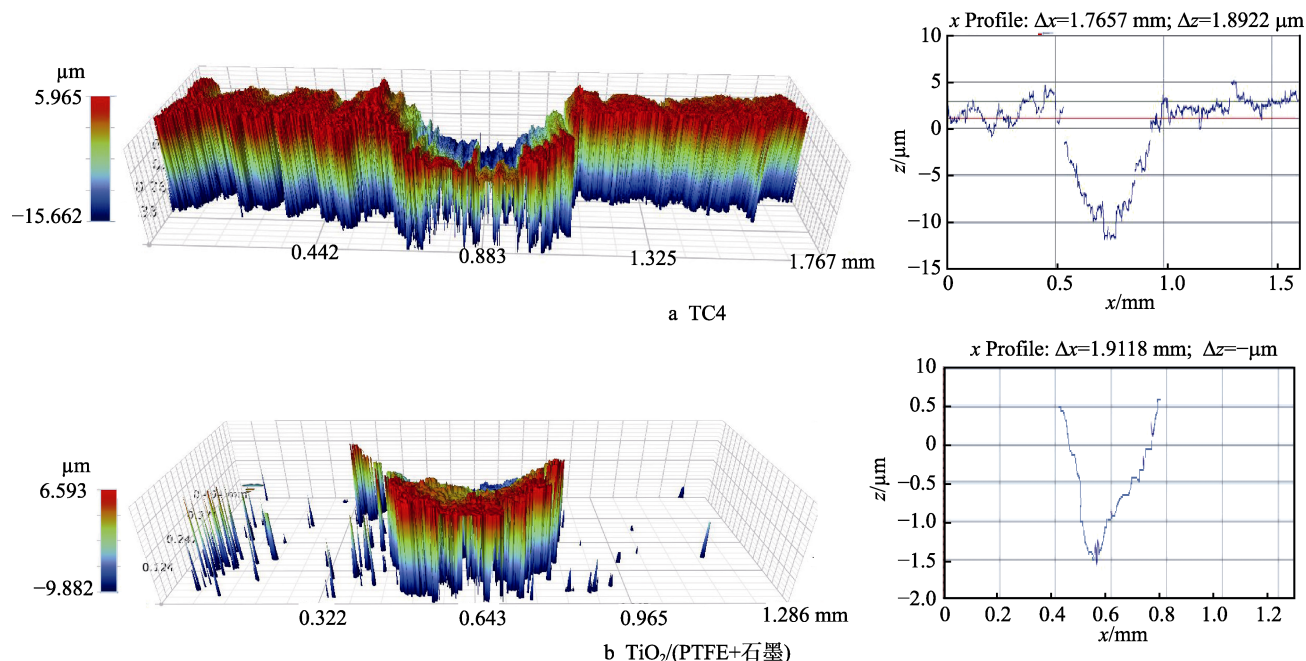 x Profile: Δx=1.7657 mm; Δz=1.8922 μm
μm
5.965
−15.662
0.442
0.883
1.325
1.767 mm
10
5
0
−5
−10
−15
z/μm
0
0.5
1.0
1.5
x/mm
a TC4
x Profile: Δx=1.9118 mm; Δz=−μm
μm
6.593
−9.882
0.124
0.322
0.643
0.965
1.286 mm
10
0.5
0
−0.5
−1.0
−1.5
−2.0
z/μm
0
0.2
0.4
0.6
0.8
1.0
1.2
x/mm
b TiO₂/(PTFE+石墨)